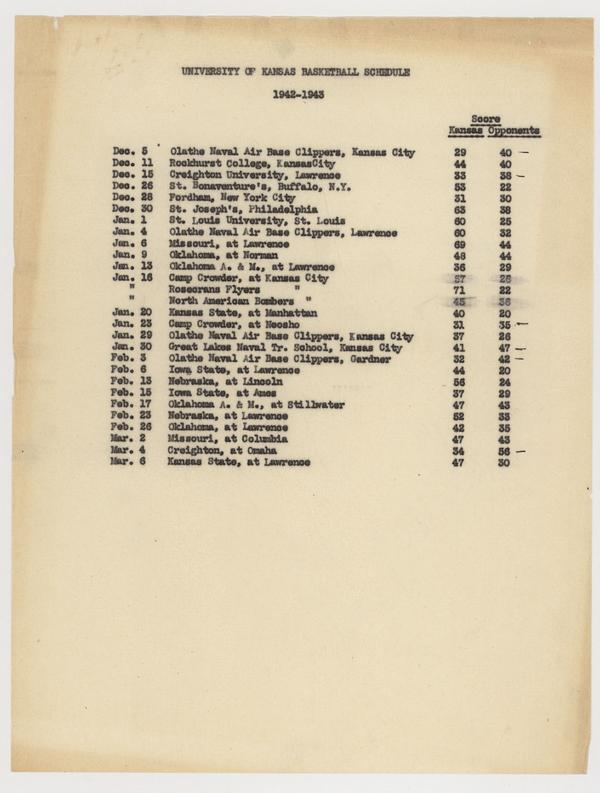 UNIVERSITY OF KANSAS BASKETBALL SCHEDULE
1942-1943
Score
Kansas Opponents
Dec. 5 Olathe Naval Air Base Clippers, Kansas City 29 40 —
Dec. 11 Rockhurst College, KansasCity 44 40
Dec. 15 Creighton University, Lawrence 33 38 —
Dec. 26 St. Bonaventure's, Buffalo, N.Y. 53 22
Dec. 28 Fordham, New York City 31 30
Dec. 30 St. Joseph's, Philadelphia 63 38
Jan. 1 St. Louis University, St. Louis 60 25
Jan. 4 Olathe Naval Air Base Clippers, Lawrence 60 32
Jan. 6 Missouri, at Lawrence 69 44
Jan. 9 Oklahoma, at Norman 48 44
Jan. 13 Oklahoma A. & M., at Lawrence 36 29
Jan. 16 Camp Crowder, at Kansas City
" Rosecrans Flyers " 71 22
" North American Bombers "
Jan. 20 Kansas State, at Manhattan 40 20
Jan. 23 Camp Crowder, at Neosho 31 35 —
Jan. 29 Olathe Naval Air Base Clippers, Kansas City 37 26
Jan. 30 Great Lakes Naval Tr. School, Kansas City 41 47 —
Feb. 3 Olathe Naval Air Base Clippers, Gardner 32 42 —
Feb. 6 Iowa State, at Lawrence 44 20
Feb. 13 Nebraska, at Lincoln 56 24
Feb. 15 Iowa State, at Ames 37 29
Feb. 17 Oklahoma A. & M., at Stillwater 47 43
Feb. 23 Nebraska, at Lawrence 52 33
Feb. 26 Oklahoma, at Lawrence 42 35
Mar. 2 Missouri, at Columbia 47 43
Mar. 4 Creighton, at Omaha 34 56 —
Mar. 6 Kansas State, at Lawrence 47 30